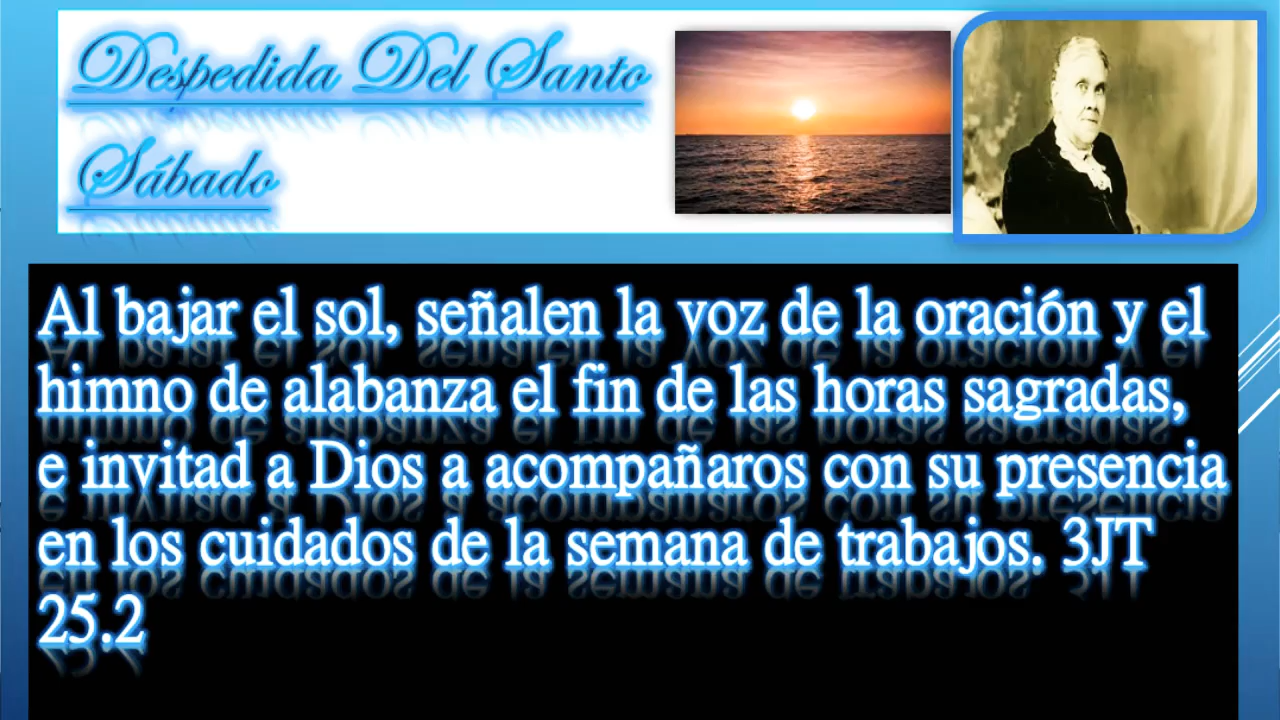 Despedida Del Santo
Sábado
Al bajar el sol, señalen la voz de la oración y el
himno de alabanza el fin de las horas sagradas,
e invitad a Dios a acompañaros con su presencia
en los cuidados de la semana de trabajos. 3JT
25.2